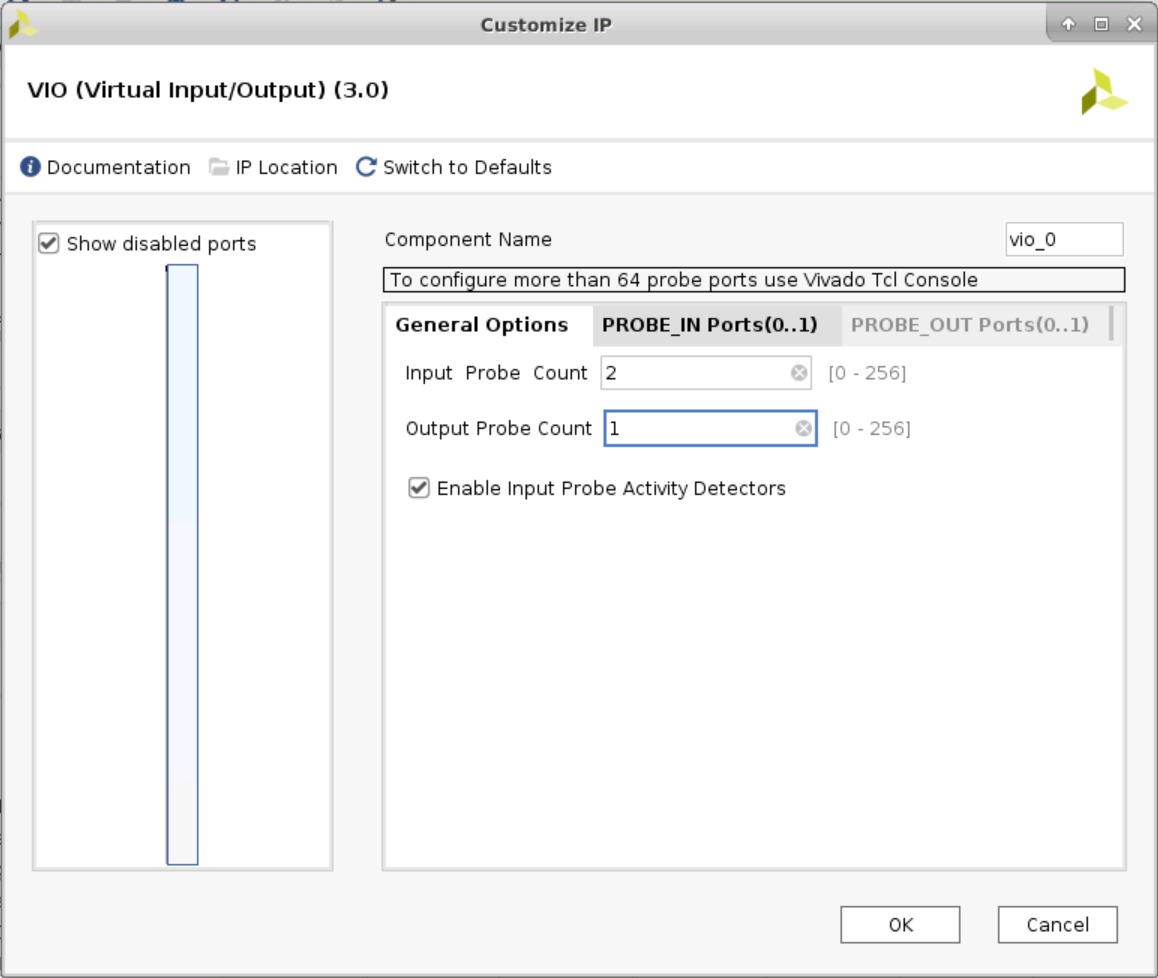 Customize IP
VIO (Virtual Input/Output) (3.0)
Documentation IP Location Switch to Defaults
Show disabled ports
Component Name vio_0
To configure more than 64 probe ports use Vivado Tcl Console
General Options PROBE_IN Ports(0..1) PROBE_OUT Ports(0..1)
Input Probe Count 2 [0 - 256]
Output Probe Count 1 [0 - 256]
Enable Input Probe Activity Detectors
OK Cancel